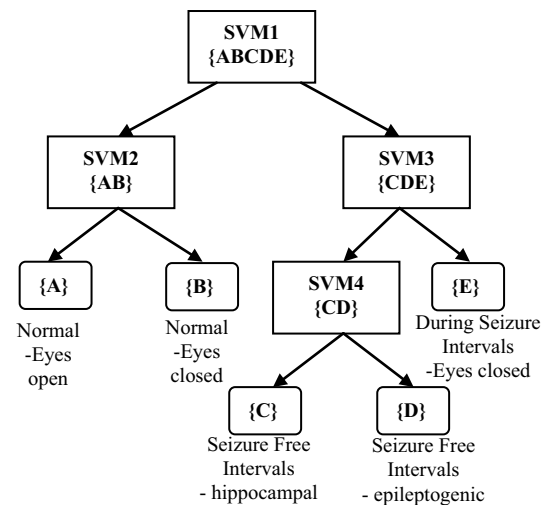 SVM1
{ABCDE}
SVM2
{AB}
SVM3
{CDE}
{A}
Normal
-Eyes
open
{B}
Normal
-Eyes
closed
SVM4
{CD}
{E}
During Seizure
Intervals
-Eyes closed
{C}
Seizure Free
Intervals
- hippocampal
{D}
Seizure Free
Intervals
- epileptogenic